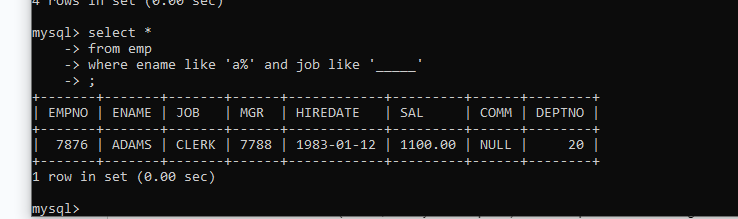 4 rows in set (0.00 sec)
mysql> select *
    -> from emp
    -> where ename like 'a%' and job like '_____'
    -> ;
+-------+-------+-------+------+------------+---------+------+--------+
| EMPNO | ENAME | JOB   | MGR  | HIREDATE   | SAL     | COMM | DEPTNO |
+-------+-------+-------+------+------------+---------+------+--------+
|  7876 | ADAMS | CLERK | 7788 | 1983-01-12 | 1100.00 | NULL |     20 |
+-------+-------+-------+------+------------+---------+------+--------+
1 row in set (0.00 sec)
mysql>